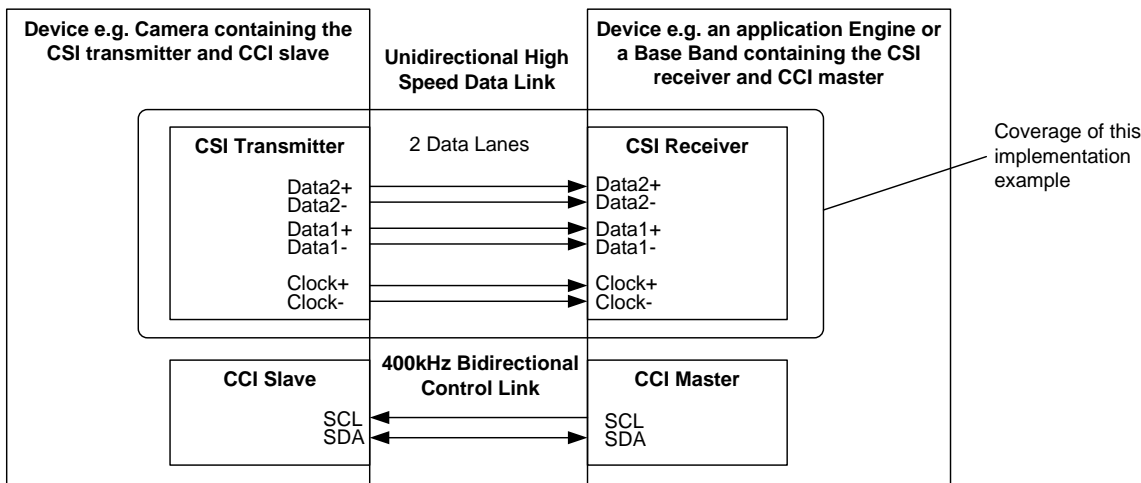 Device e.g. Camera containing the
CSI transmitter and CCI slave
Unidirectional High
Speed Data Link
Device e.g. an application Engine or
a Base Band containing the CSI
receiver and CCI master
CSI Transmitter
2 Data Lanes
CSI Receiver
Coverage of this
implementation
example
Data2+
Data2-
Data1+
Data1-
Clock+
Clock-
Data2+
Data2-
Data1+
Data1-
Clock+
Clock-
CCI Slave
400kHz Bidirectional
Control Link
CCI Master
SCL
SDA
SCL
SDA